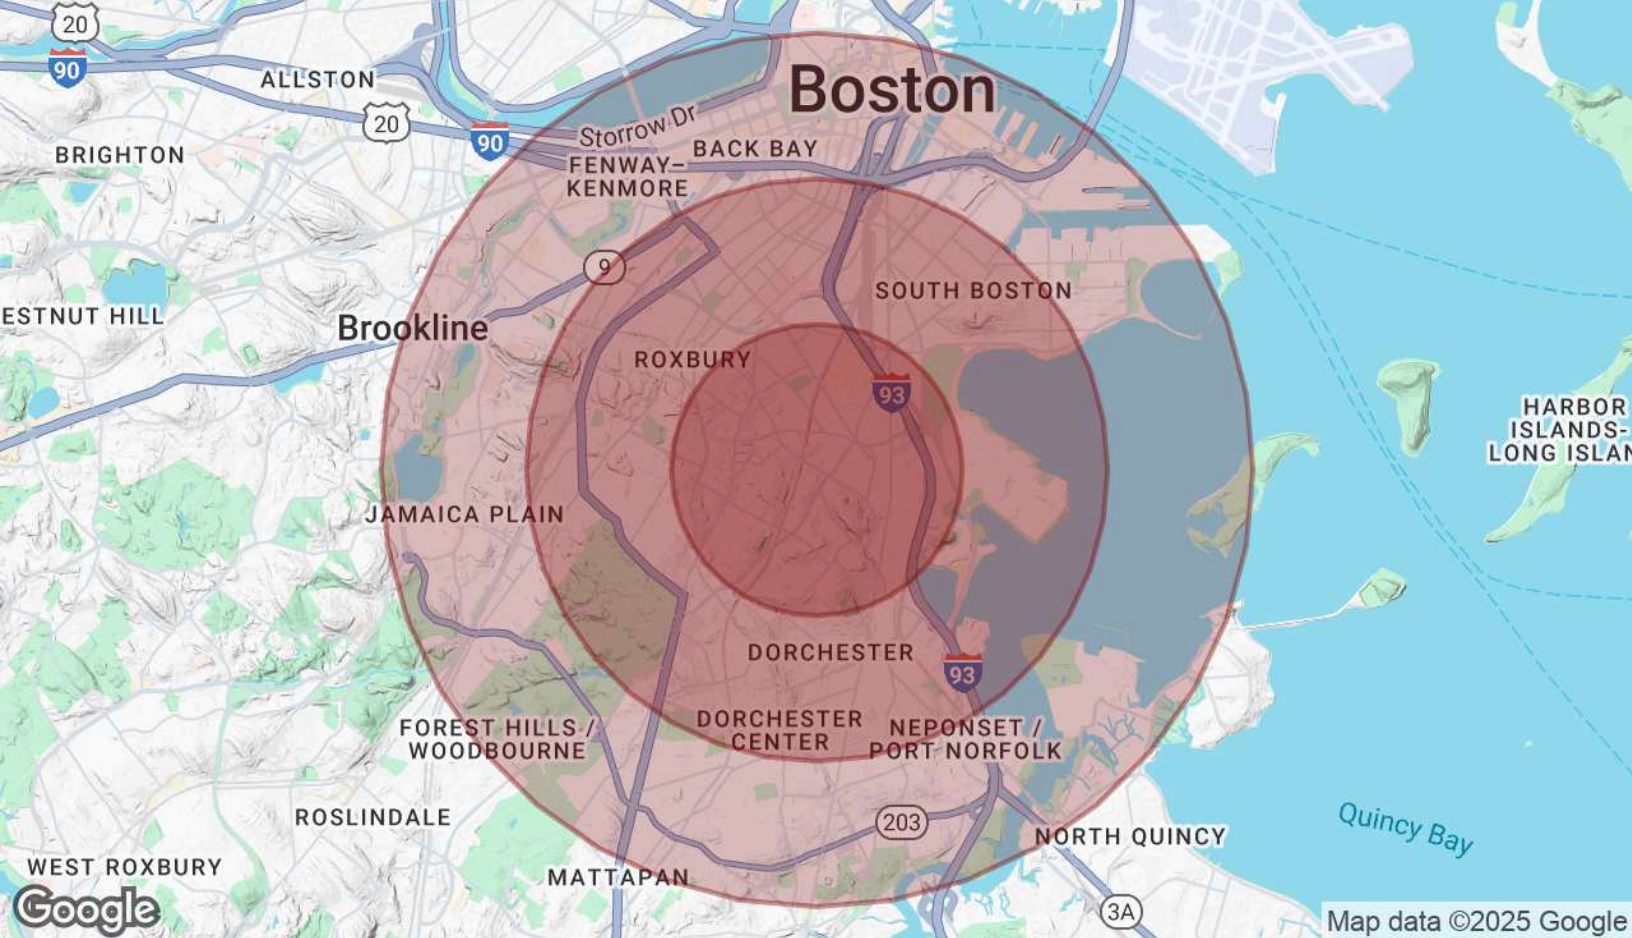 20
90
ALLSTON
20
90
BRIGHTON
Storrow Dr
Boston
FENWAY–
KENMORE
BACK BAY
9
SOUTH BOSTON
ESTNUT HILL
Brookline
ROXBURY
93
HARBOR
ISLANDS-
LONG ISLAN
JAMAICA PLAIN
DORCHESTER
93
FOREST HILLS /
WOODBOURNE
DORCHESTER
CENTER
NEPONSET /
PORT NORFOLK
ROSLINDALE
203
NORTH QUINCY
Quincy Bay
WEST ROXBURY
MATTAPAN
3A
Google
Map data ©2025 Google